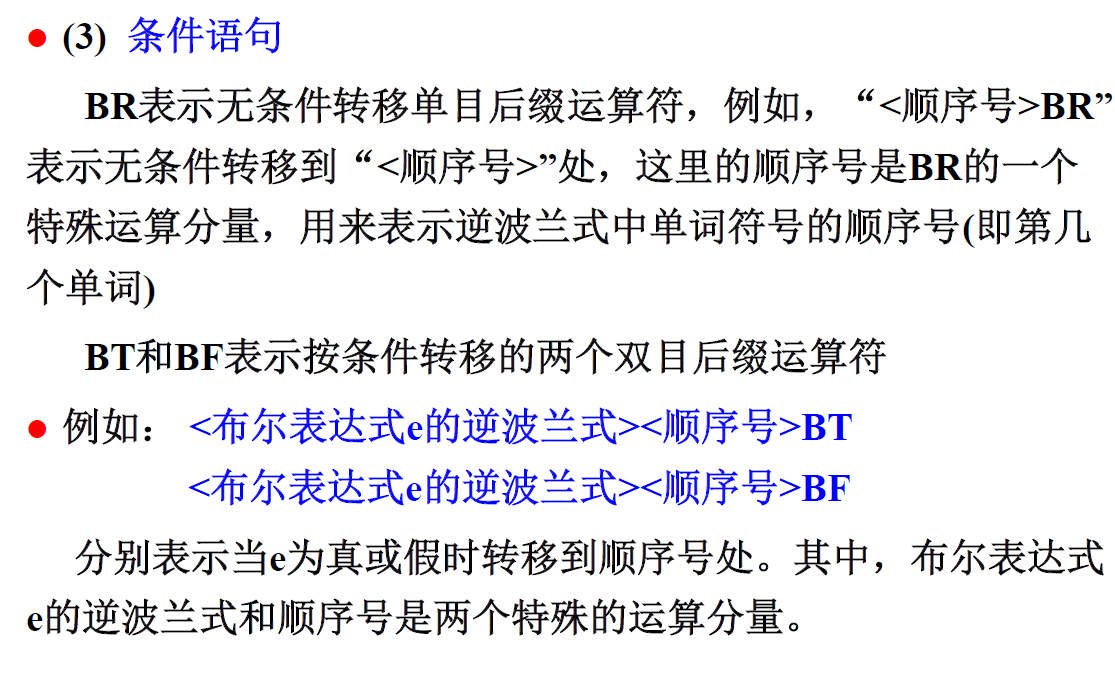 ● (3) 条件语句
BR表示无条件转移单目后缀运算符，例如，“<顺序号>BR”
表示无条件转移到“<顺序号>”处，这里的顺序号是BR的一个
特殊运算分量，用来表示逆波兰式中单词符号的顺序号(即第几
个单词)
BT和BF表示按条件转移的两个双目后缀运算符
● 例如： <布尔表达式e的逆波兰式><顺序号>BT
<布尔表达式e的逆波兰式><顺序号>BF
分别表示当e为真或假时转移到顺序号处。其中，布尔表达式
e的逆波兰式和顺序号是两个特殊的运算分量。